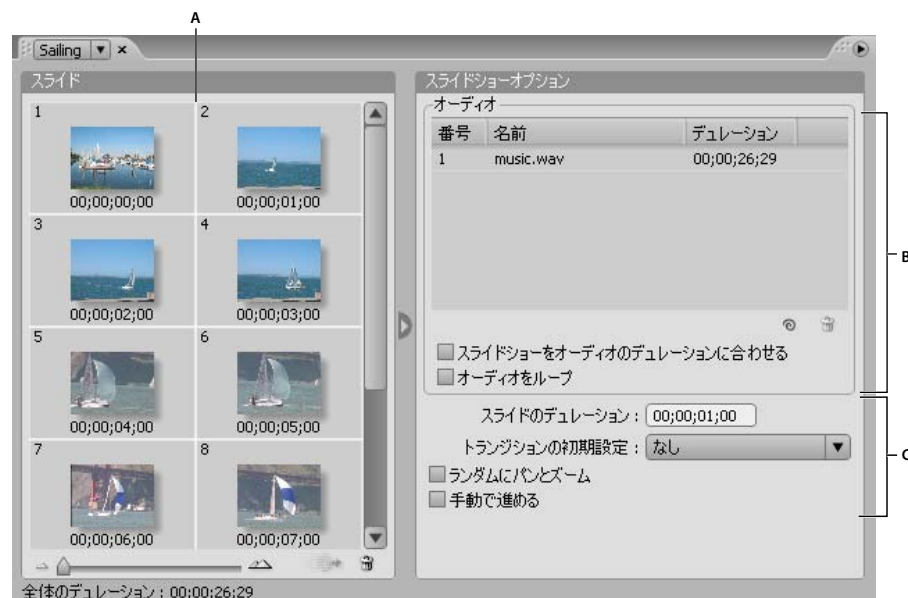 A
Sailing
スライド
1
2
00;00;00;00
00;00;01;00
3
4
00;00;02;00
00;00;03;00
5
6
00;00;04;00
00;00;05;00
7
8
00;00;06;00
00;00;07;00
全体のデュレーション : 00;00;26;29
スライドショーオプション
オーディオ
番号 名前 デュレーション
1 music.wav 00;00;26;29
スライドショーをオーディオのデュレーションに合わせる
オーディオをループ
B
スライドのデュレーション : 00;00;01;00
トランジションの初期設定 : なし
ランダムにパンとズーム
手動で進める
C